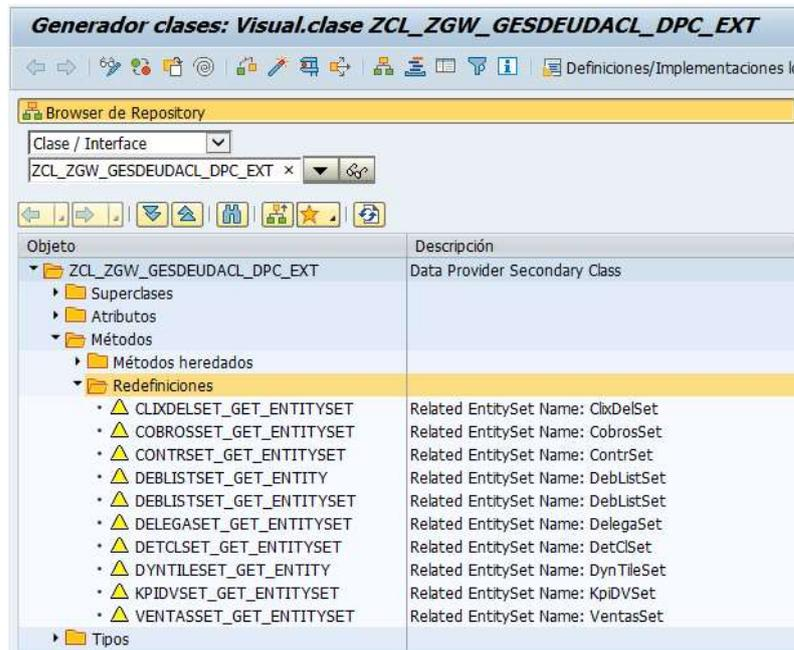 Generador clases: Visual.clase ZCL_ZGW_GESDEUDACL_DPC_EXT
Definiciones/Implementaciones l
Browser de Repository
Clase / Interface
ZCL_ZGW_GESDEUDACL_DPC_EXT
Objeto Descripción
ZCL_ZGW_GESDEUDACL_DPC_EXT Data Provider Secondary Class
Superclases
Atributos
Métodos
Métodos heredados
Redefiniciones
CLIXDELSET_GET_ENTITYSET Related EntitySet Name: ClixDelSet
COBROSSET_GET_ENTITYSET Related EntitySet Name: CobrosSet
CONTRSET_GET_ENTITYSET Related EntitySet Name: ContrSet
DEBLISTSET_GET_ENTITY Related EntitySet Name: DebListSet
DEBLISTSET_GET_ENTITYSET Related EntitySet Name: DebListSet
DELEGASET_GET_ENTITYSET Related EntitySet Name: DelegaSet
DETCLSET_GET_ENTITYSET Related EntitySet Name: DetClSet
DYNTILESET_GET_ENTITY Related EntitySet Name: DynTileSet
KPIDVSET_GET_ENTITYSET Related EntitySet Name: KpiDVSet
VENTASSET_GET_ENTITYSET Related EntitySet Name: VentasSet
Tipos